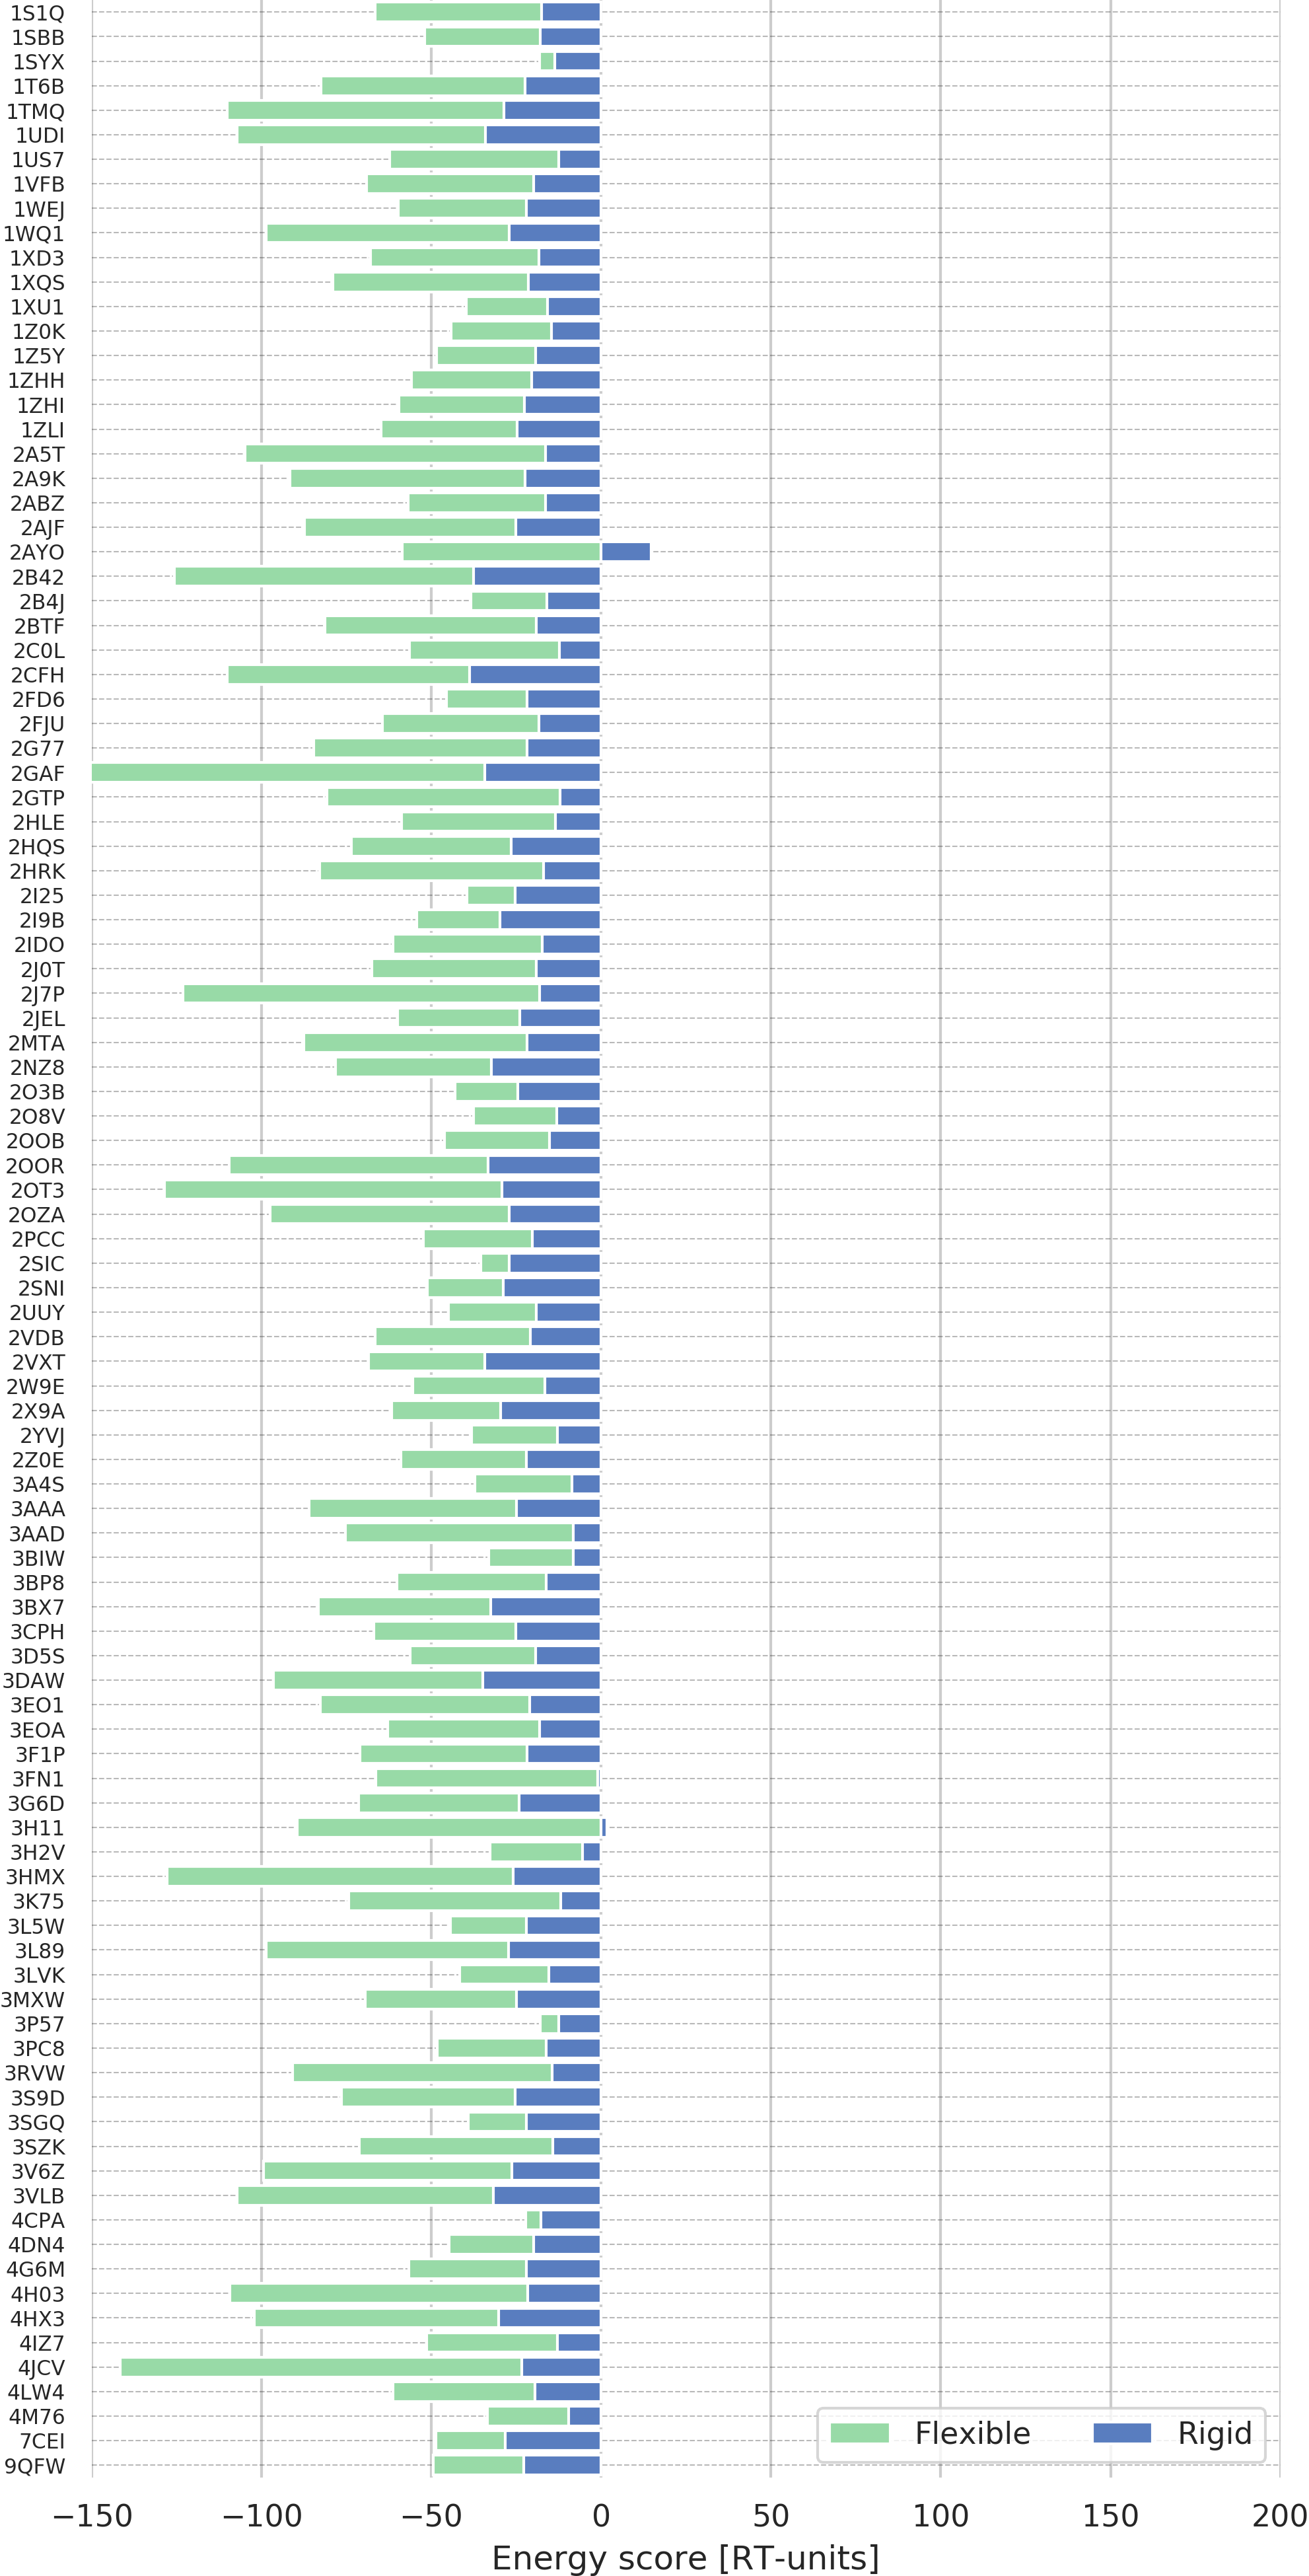 1S1Q
1SBB
1SYX
1T6B
1TMQ
1UDI
1US7
1VFB
1WEJ
1WQ1
1XD3
1XQS
1XU1
1Z0K
1Z5Y
1ZHH
1ZHI
1ZLI
2A5T
2A9K
2ABZ
2AJF
2AYO
2B42
2B4J
2BTF
2C0L
2CFH
2FD6
2FJU
2G77
2GAF
2GTP
2HLE
2HQS
2HRK
2I25
2I9B
2IDO
2J0T
2J7P
2JEL
2MTA
2NZ8
2O3B
2O8V
2OOB
2OOR
2OT3
2OZA
2PCC
2SIC
2SNI
2UUY
2VDB
2VXT
2W9E
2X9A
2YVJ
2Z0E
3A4S
3AAA
3AAD
3BIW
3BP8
3BX7
3CPH
3D5S
3DAW
3EO1
3EOA
3F1P
3FN1
3G6D
3H11
3H2V
3HMX
3K75
3L5W
3L89
3LVK
3MXW
3P57
3PC8
3RVW
3S9D
3SGQ
3SZK
3V6Z
3VLB
4CPA
4DN4
4G6M
4H03
4HX3
4IZ7
4JCV
4LW4
4M76
7CEI
9QFW
Flexible Rigid
−150 −100 −50 0 50 100 150 200
Energy score [RT-units]